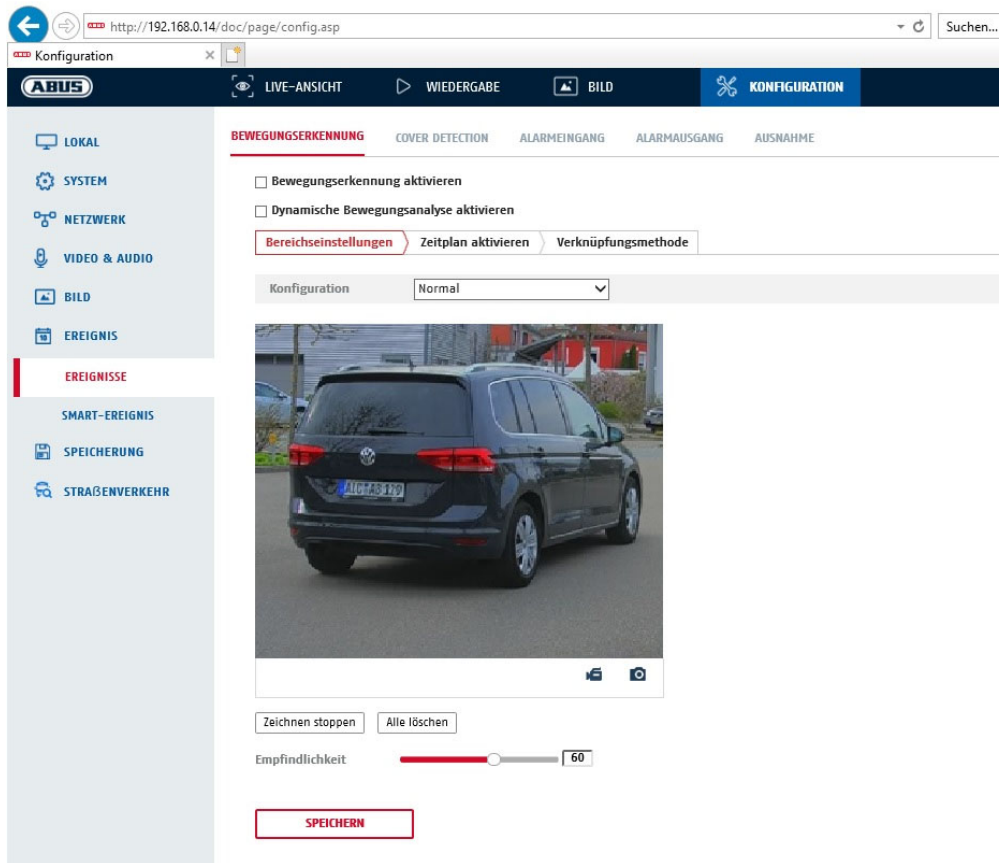 http://192.168.0.14/doc/page/config.asp
Suchen...
Konfiguration
ABUS
LIVE-ANSICHT
WIEDERGABE
BILD
KONFIGURATION
LOKAL
SYSTEM
NETZWERK
VIDEO & AUDIO
BILD
EREIGNIS
EREIGNISSE
SMART-EREIGNIS
SPEICHERUNG
STRAßENVERKEHR
BEWEGUNGSERKENNUNG COVER DETECTION ALARMEINGANG ALARMAUSGANG AUSNAHME
Bewegungserkennung aktivieren
Dynamische Bewegungsanalyse aktivieren
Bereichseinstellungen Zeitplan aktivieren Verknüpfungsmethode
Konfiguration Normal
AIC AB 129
Zeichnen stoppen Alle löschen
Empfindlichkeit 60
SPEICHERN